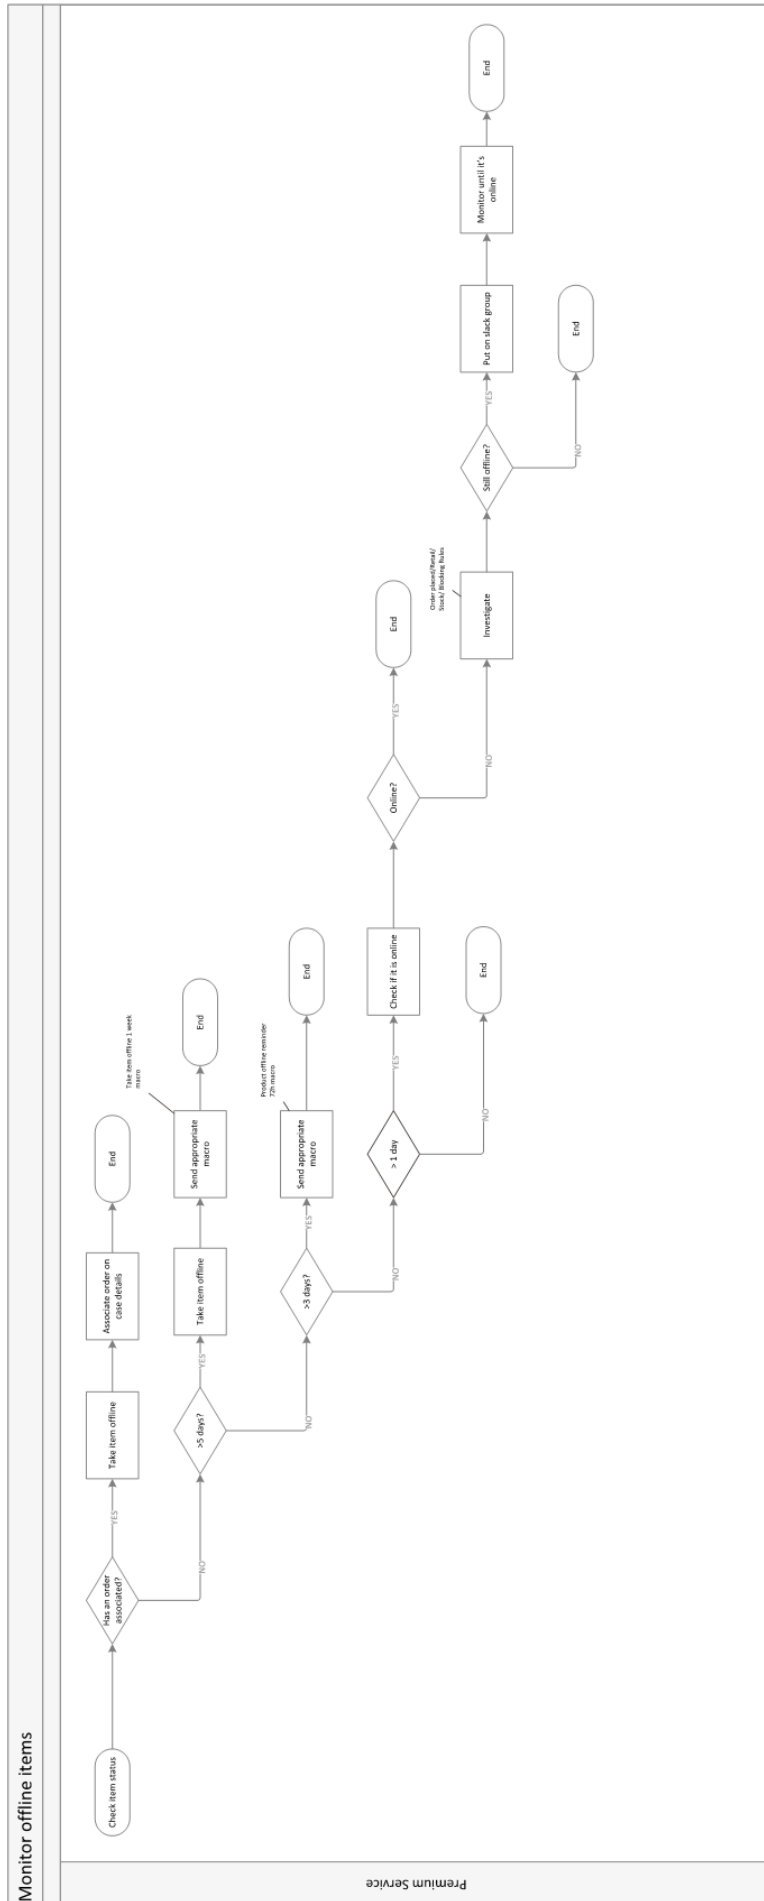 Monitor offline items
Premium Service
Check item status
Has an order
associated?
YES
Take item offline
Associate order on
case details
End
NO
>5 days?
YES
Take item offline
Send appropriate
macro
Take item offline 1 week
macro
End
NO
>3 days?
YES
Send appropriate
macro
Product offline reminder
72h macro
End
NO
> 1 day
YES
Check if it is online
NO
End
Online?
YES
End
NO
Investigate
Order placed/Retail/
Stock/ Blocking Rules
Still offline?
YES
Put on slack group
Monitor until it's
online
End
NO
End